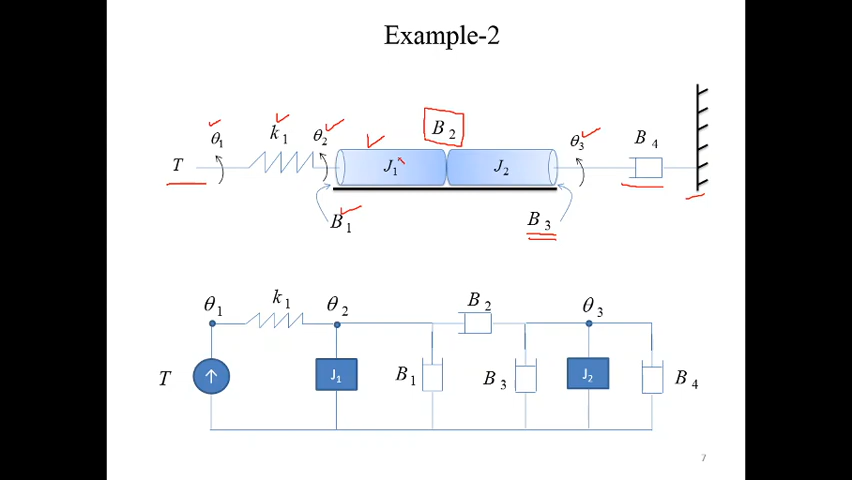 Example-2
T θ1 k1 θ2 J1 B2 J2 θ3 B4
B1 B3
θ1 k1 θ2 B2 θ3
T J1 B1 B3 J2 B4
7